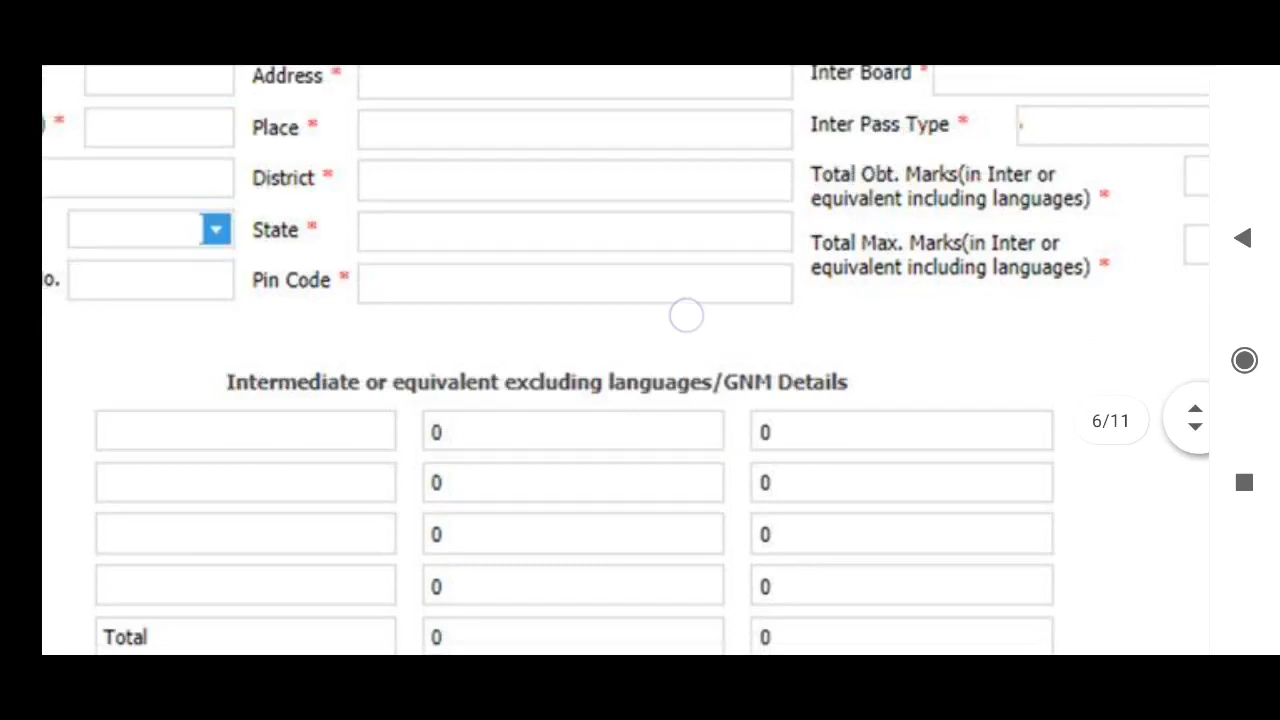 Address *
Inter Board *
) *
Place *
Inter Pass Type *
District *
Total Obt. Marks(in Inter or
equivalent including languages) *
State *
Total Max. Marks(in Inter or
equivalent including languages) *
o.
Pin Code *
Intermediate or equivalent excluding languages/GNM Details
0 0
0 0
6/11
0 0
0 0
Total 0 0